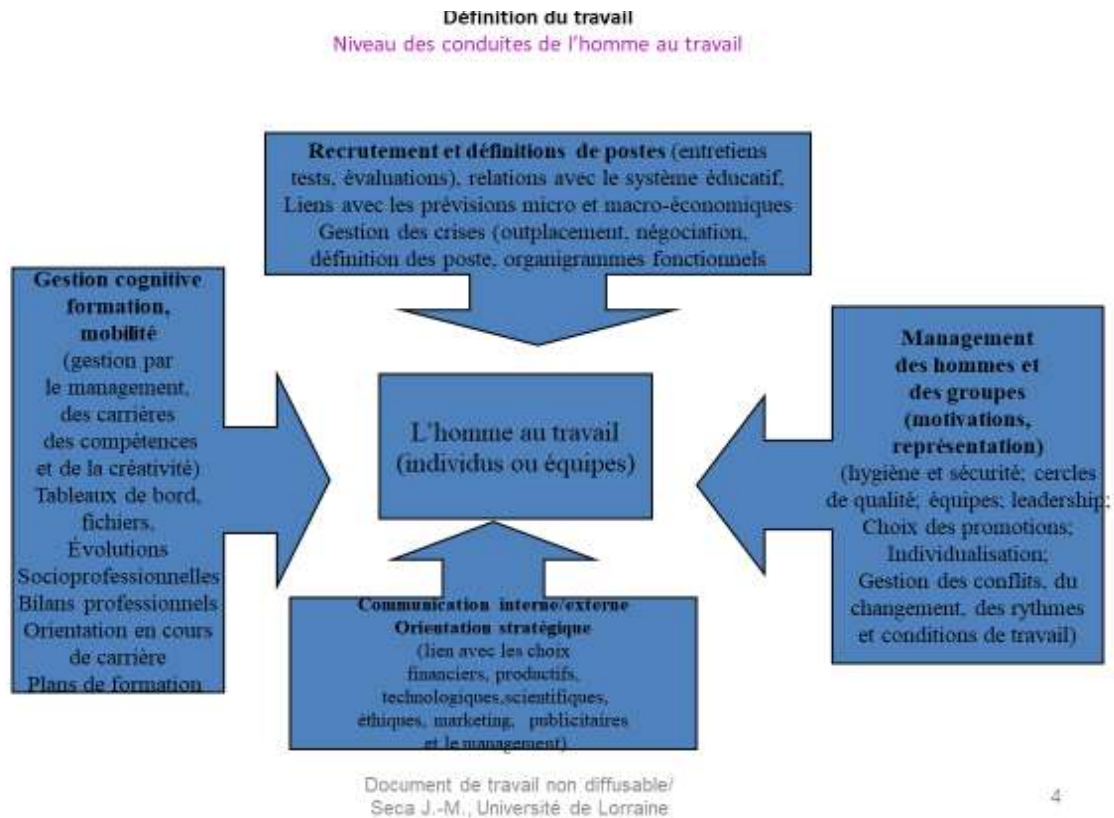 Définition du travail
Niveau des conduites de l'homme au travail
Recrutement et définitions de postes (entretiens
tests, évaluations), relations avec le système éducatif,
Liens avec les prévisions micro et macro-économiques
Gestion des crises (outplacement, négociation,
définition des poste, organigrammes fonctionnels
Gestion cognitive
formation,
mobilité
(gestion par
le management,
des carrières
des compétences
et de la créativité)
Tableaux de bord,
fichiers,
Évolutions
Socioprofessionnelles
Bilans professionnels
Orientation en cours
de carrière
Plans de formation
L'homme au travail
(individus ou équipes)
Management
des hommes et
des groupes
(motivations,
représentation)
(hygiène et sécurité; cercles
de qualité; équipes; leadership;
Choix des promotions;
Individualisation;
Gestion des conflits, du
changement, des rythmes
et conditions de travail)
Communication interne/externe
Orientation stratégique
(lien avec les choix
financiers, productifs,
technologiques,scientifiques,
éthiques, marketing, publicitaires
et le management)
Document de travail non diffusable/
Seca J.-M., Université de Lorraine
4